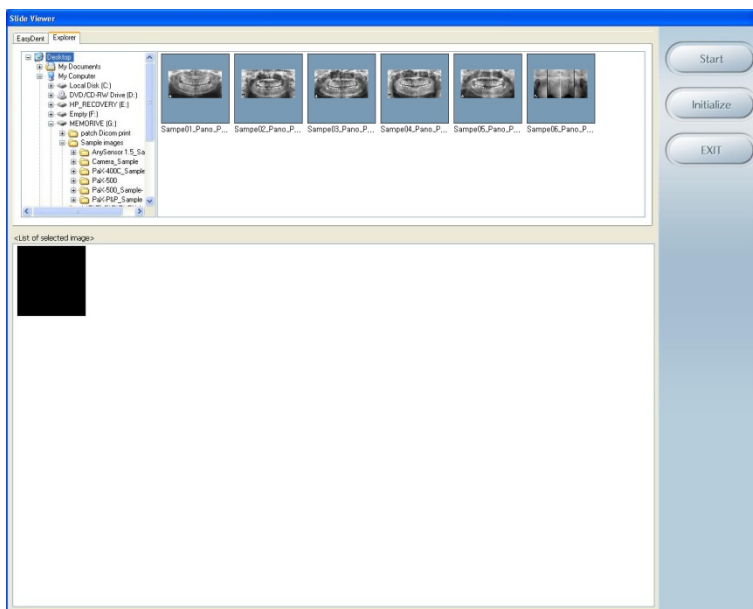 Slide Viewer
EasyDent
Explorer
Desktop
My Documents
My Computer
Local Disk (C:)
DVD/CD-RW Drive (D:)
HP_RECOVERY (E:)
Empty (F:)
MEMORIVE (G:)
patch Dicom print
Sample images
AnySensor 1.5_Sa
Camera_Sample
PaX-400C_Sample
PaX-500
PaX-500_Sample-
PaX-P&P_Sample
Sampe01_Pano_P... Sampe02_Pano_P... Sampe03_Pano_P... Sampe04_Pano_P... Sampe05_Pano_P... Sampe06_Pano_P...
Start
Initialize
EXIT
<List of selected image>